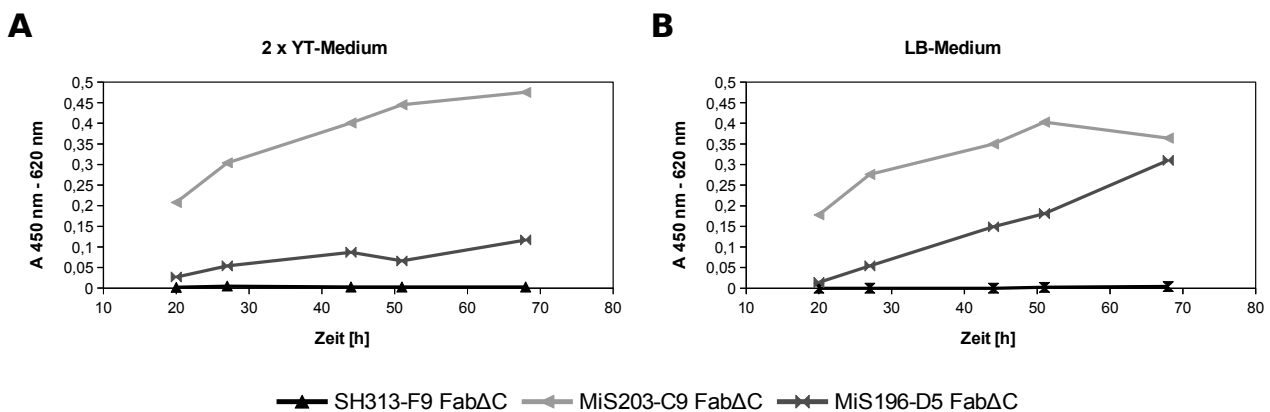 A
2 x YT-Medium
0,5
0,45
0,4
0,35
0,3
0,25
0,2
0,15
0,1
0,05
0
A 450 nm - 620 nm
10 20 30 40 50 60 70 80
Zeit [h]
B
LB-Medium
0,5
0,45
0,4
0,35
0,3
0,25
0,2
0,15
0,1
0,05
0
A 450 nm - 620 nm
10 20 30 40 50 60 70 80
Zeit [h]
SH313-F9 FabΔC MiS203-C9 FabΔC MiS196-D5 FabΔC